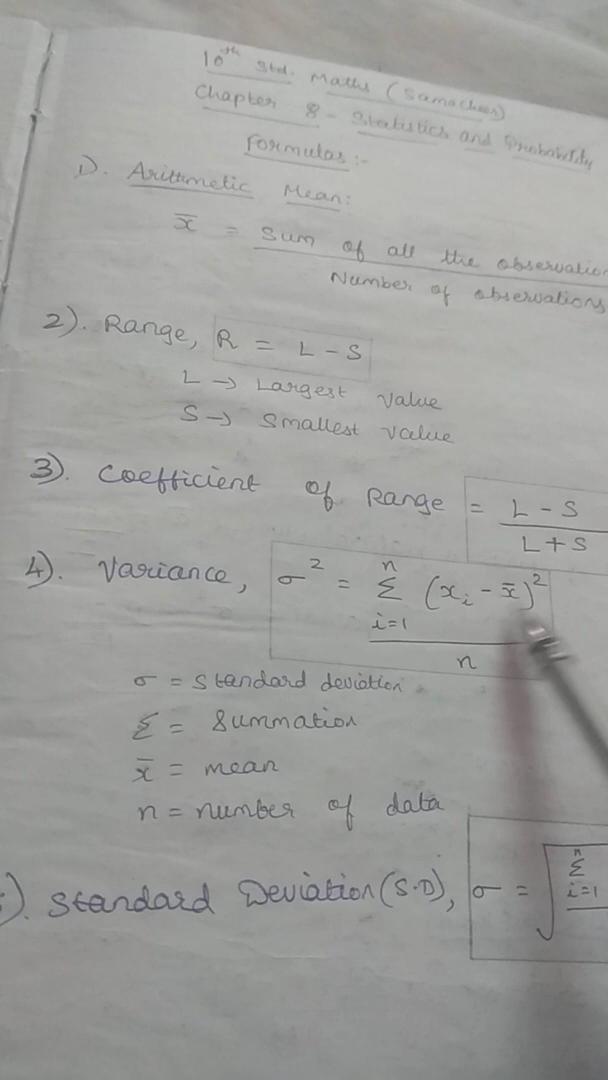 10th Std. Maths (Samacheer)
Chapter 8 - Statistics and Probability
Formulas :-
1). Arithmetic Mean:
x̄ = Sum of all the observation
Number of observations
2). Range, R = L - S
L → Largest value
S → Smallest value
3). Coefficient of Range = L - S
L + S
4). Variance, σ² = n Σ i=1 (xᵢ - x̄)²
n
σ = Standard deviation.
Σ = Summation
x̄ = mean
n = number of data
). Standard Deviation (S.D), σ = √ n Σ i=1